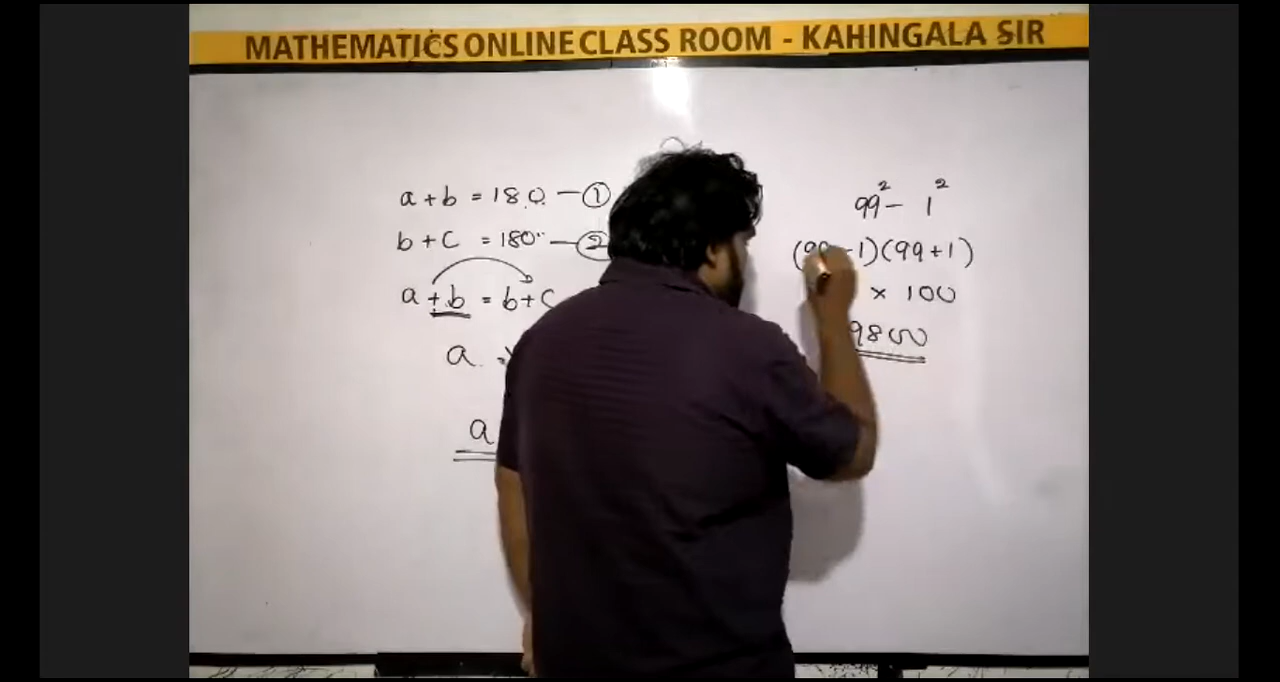 MATHEMATICS ONLINE CLASS ROOM - KAHINGALA SIR
a + b = 180 — ①
b + c = 180° — ②
a + b = b + c
a =
a
99² - 1²
-1)(99+1)
x 100
9800